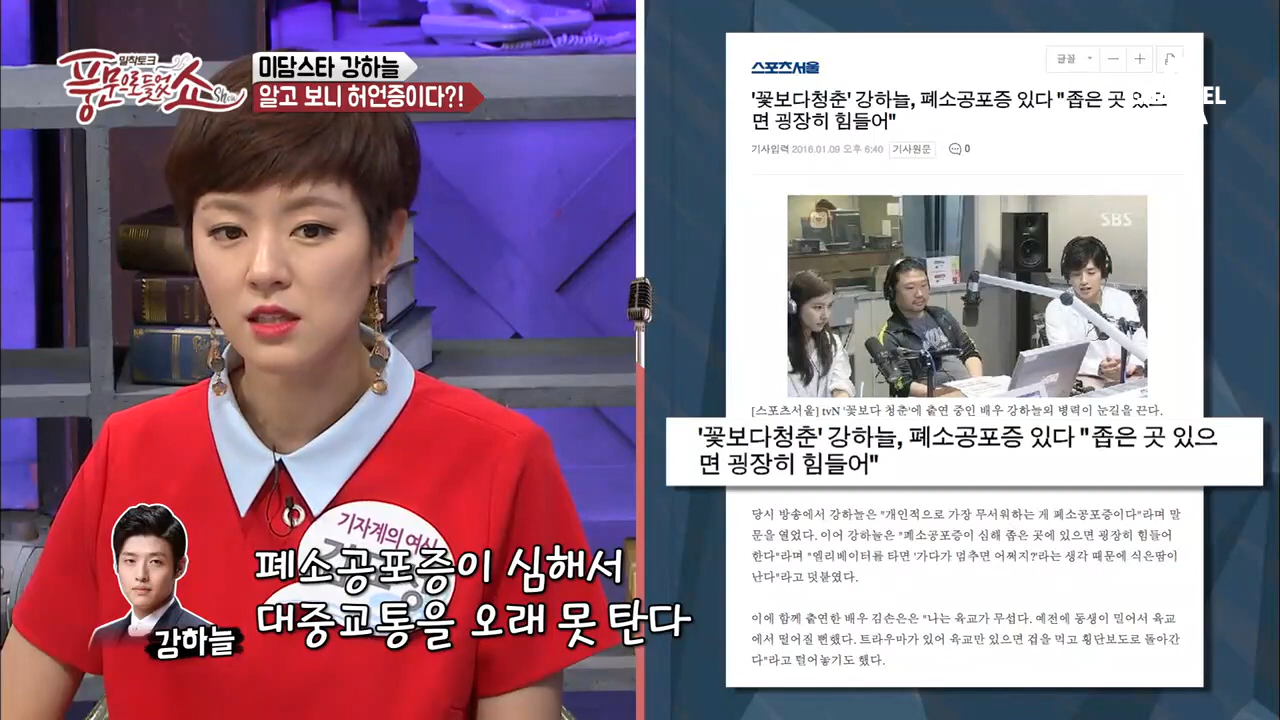 밀착토크
풍문으로들었쇼
Show
미담스타 강하늘
알고 보니 허언증이다?!
기자계의 여신
강하늘
폐소공포증이 심해서
대중교통을 오래 못 탄다
스포츠서울
글꼴
'꽃보다청춘' 강하늘, 폐소공포증 있다 "좁은 곳 있으
면 굉장히 힘들어"
기사입력 2016.01.09 오후 6:40 기사원문 0
SBS
[스포츠서울] tvN '꽃보다 청춘'에 출연 중인 배우 강하늘의 병력이 눈길을 끈다.
'꽃보다청춘' 강하늘, 폐소공포증 있다 "좁은 곳 있으
면 굉장히 힘들어"
당시 방송에서 강하늘은 "개인적으로 가장 무서워하는 게 폐소공포증이다"라며 말
문을 열었다. 이어 강하늘은 "폐소공포증이 심해 좁은 곳에 있으면 굉장히 힘들어
한다"라며 "엘리베이터를 타면 '가다가 멈추면 어쩌지?'라는 생각 때문에 식은땀이
난다"라고 덧붙였다.
이에 함께 출연한 배우 김소은은 "나는 육교가 무섭다. 예전에 동생이 밀어서 육교
에서 떨어질 뻔했다. 트라우마가 있어 육교만 있으면 겁을 먹고 횡단보도로 돌아간
다"라고 털어놓기도 했다.